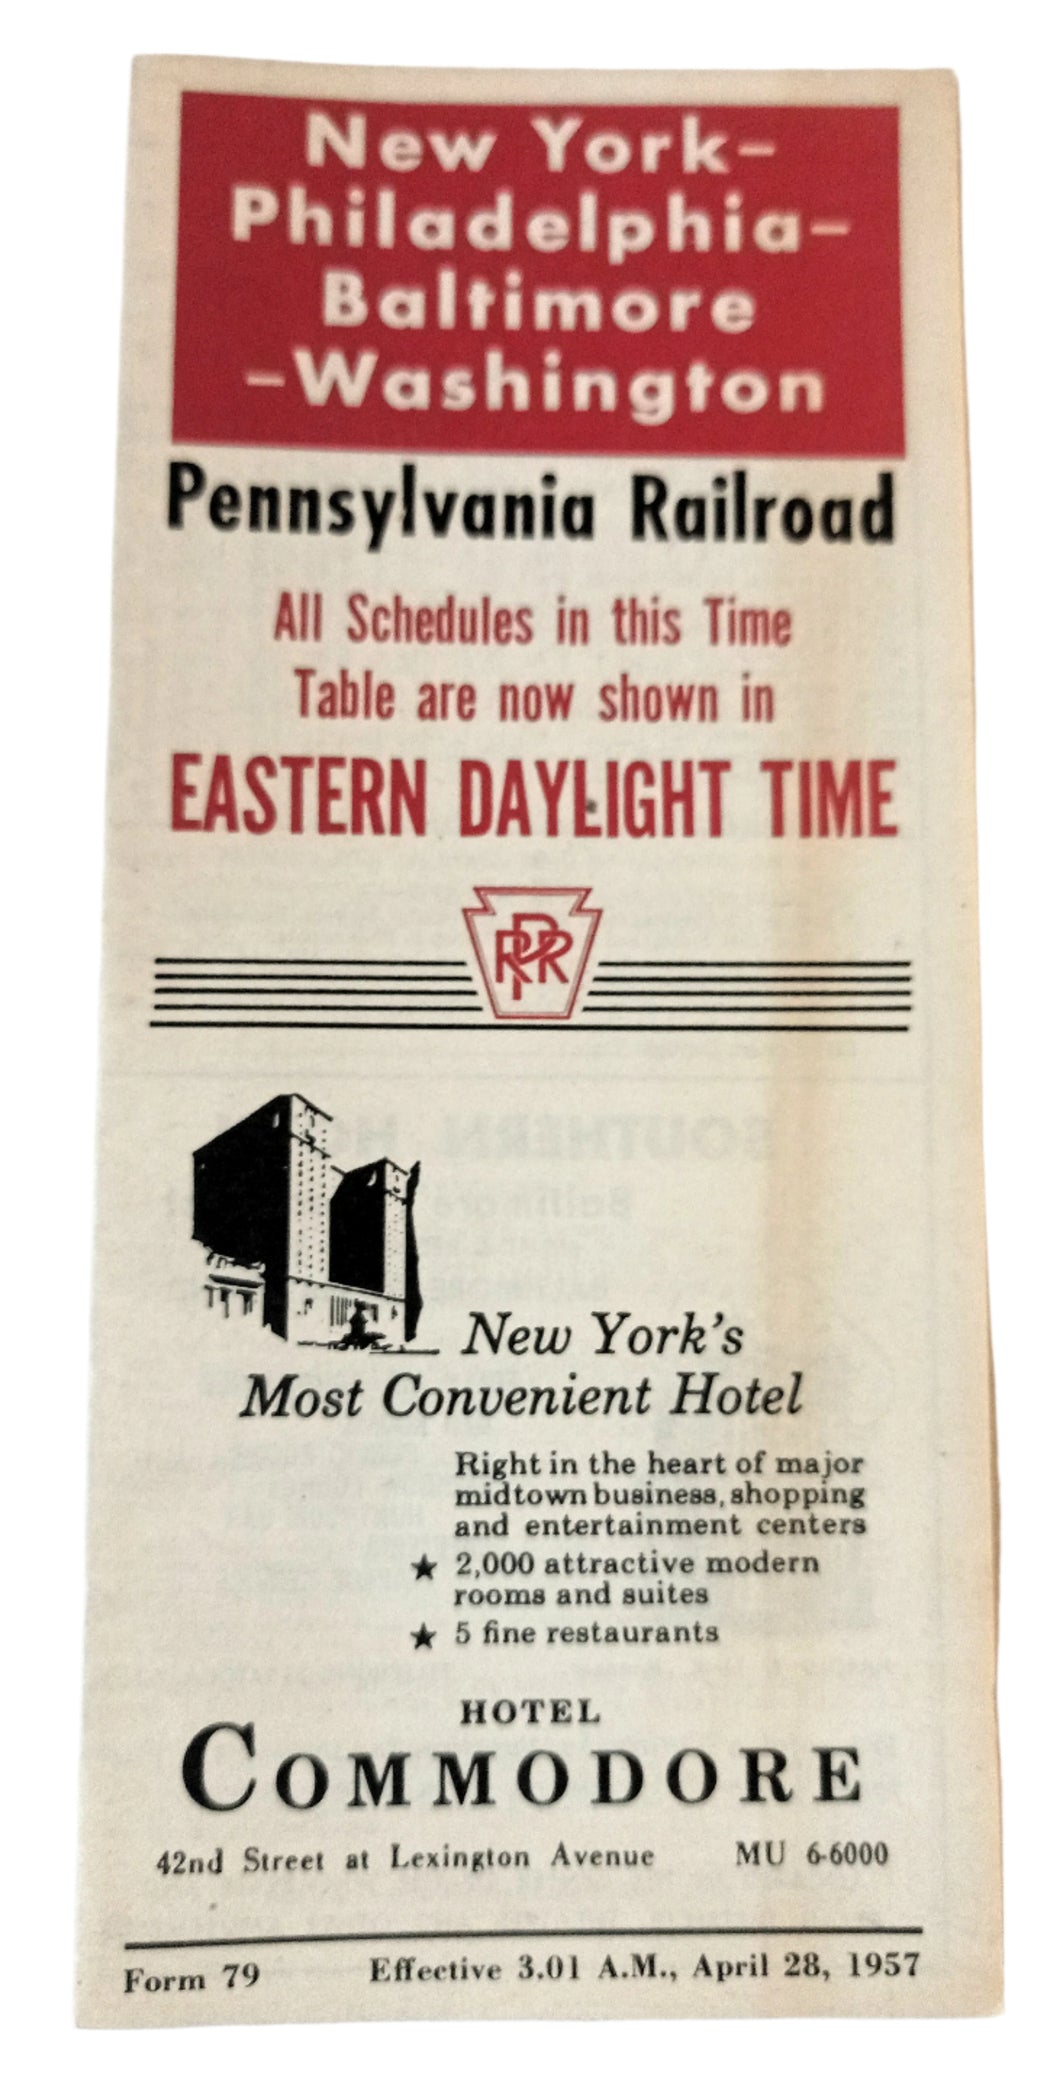 New York–
Philadelphia–
Baltimore
–Washington
Pennsylvania Railroad
All Schedules in this Time
Table are now shown in
EASTERN DAYLIGHT TIME
PRR
New York's
Most Convenient Hotel
Right in the heart of major
midtown business, shopping
and entertainment centers
★ 2,000 attractive modern
rooms and suites
★ 5 fine restaurants
HOTEL
COMMODORE
42nd Street at Lexington Avenue MU 6-6000
Form 79 Effective 3.01 A.M., April 28, 1957